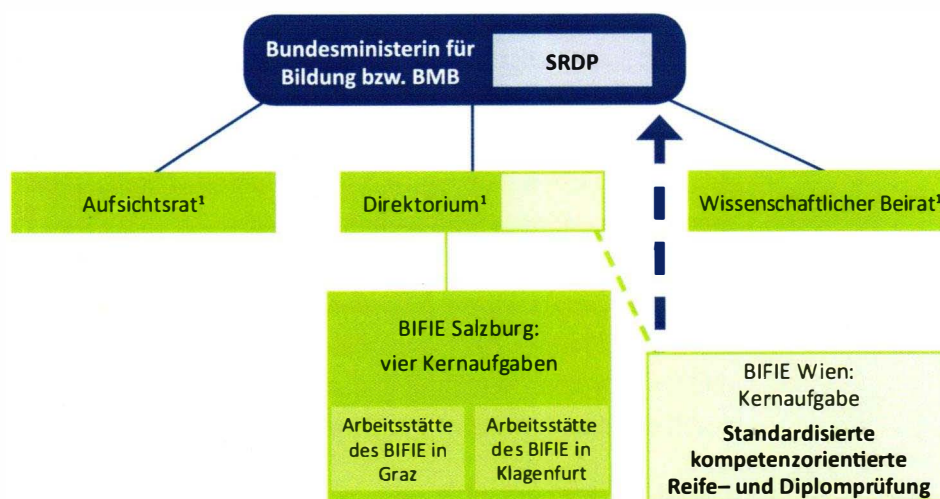 Bundesministerin für
Bildung bzw. BMB
SRDP
Aufsichtsrat¹
Direktorium¹
Wissenschaftlicher Beirat¹
BIFIE Salzburg:
vier Kernaufgaben
Arbeitsstätte
des BIFIE in
Graz
Arbeitsstätte
des BIFIE in
Klagenfurt
BIFIE Wien:
Kernaufgabe
Standardisierte
kompetenzorientierte
Reife– und Diplomprüfung